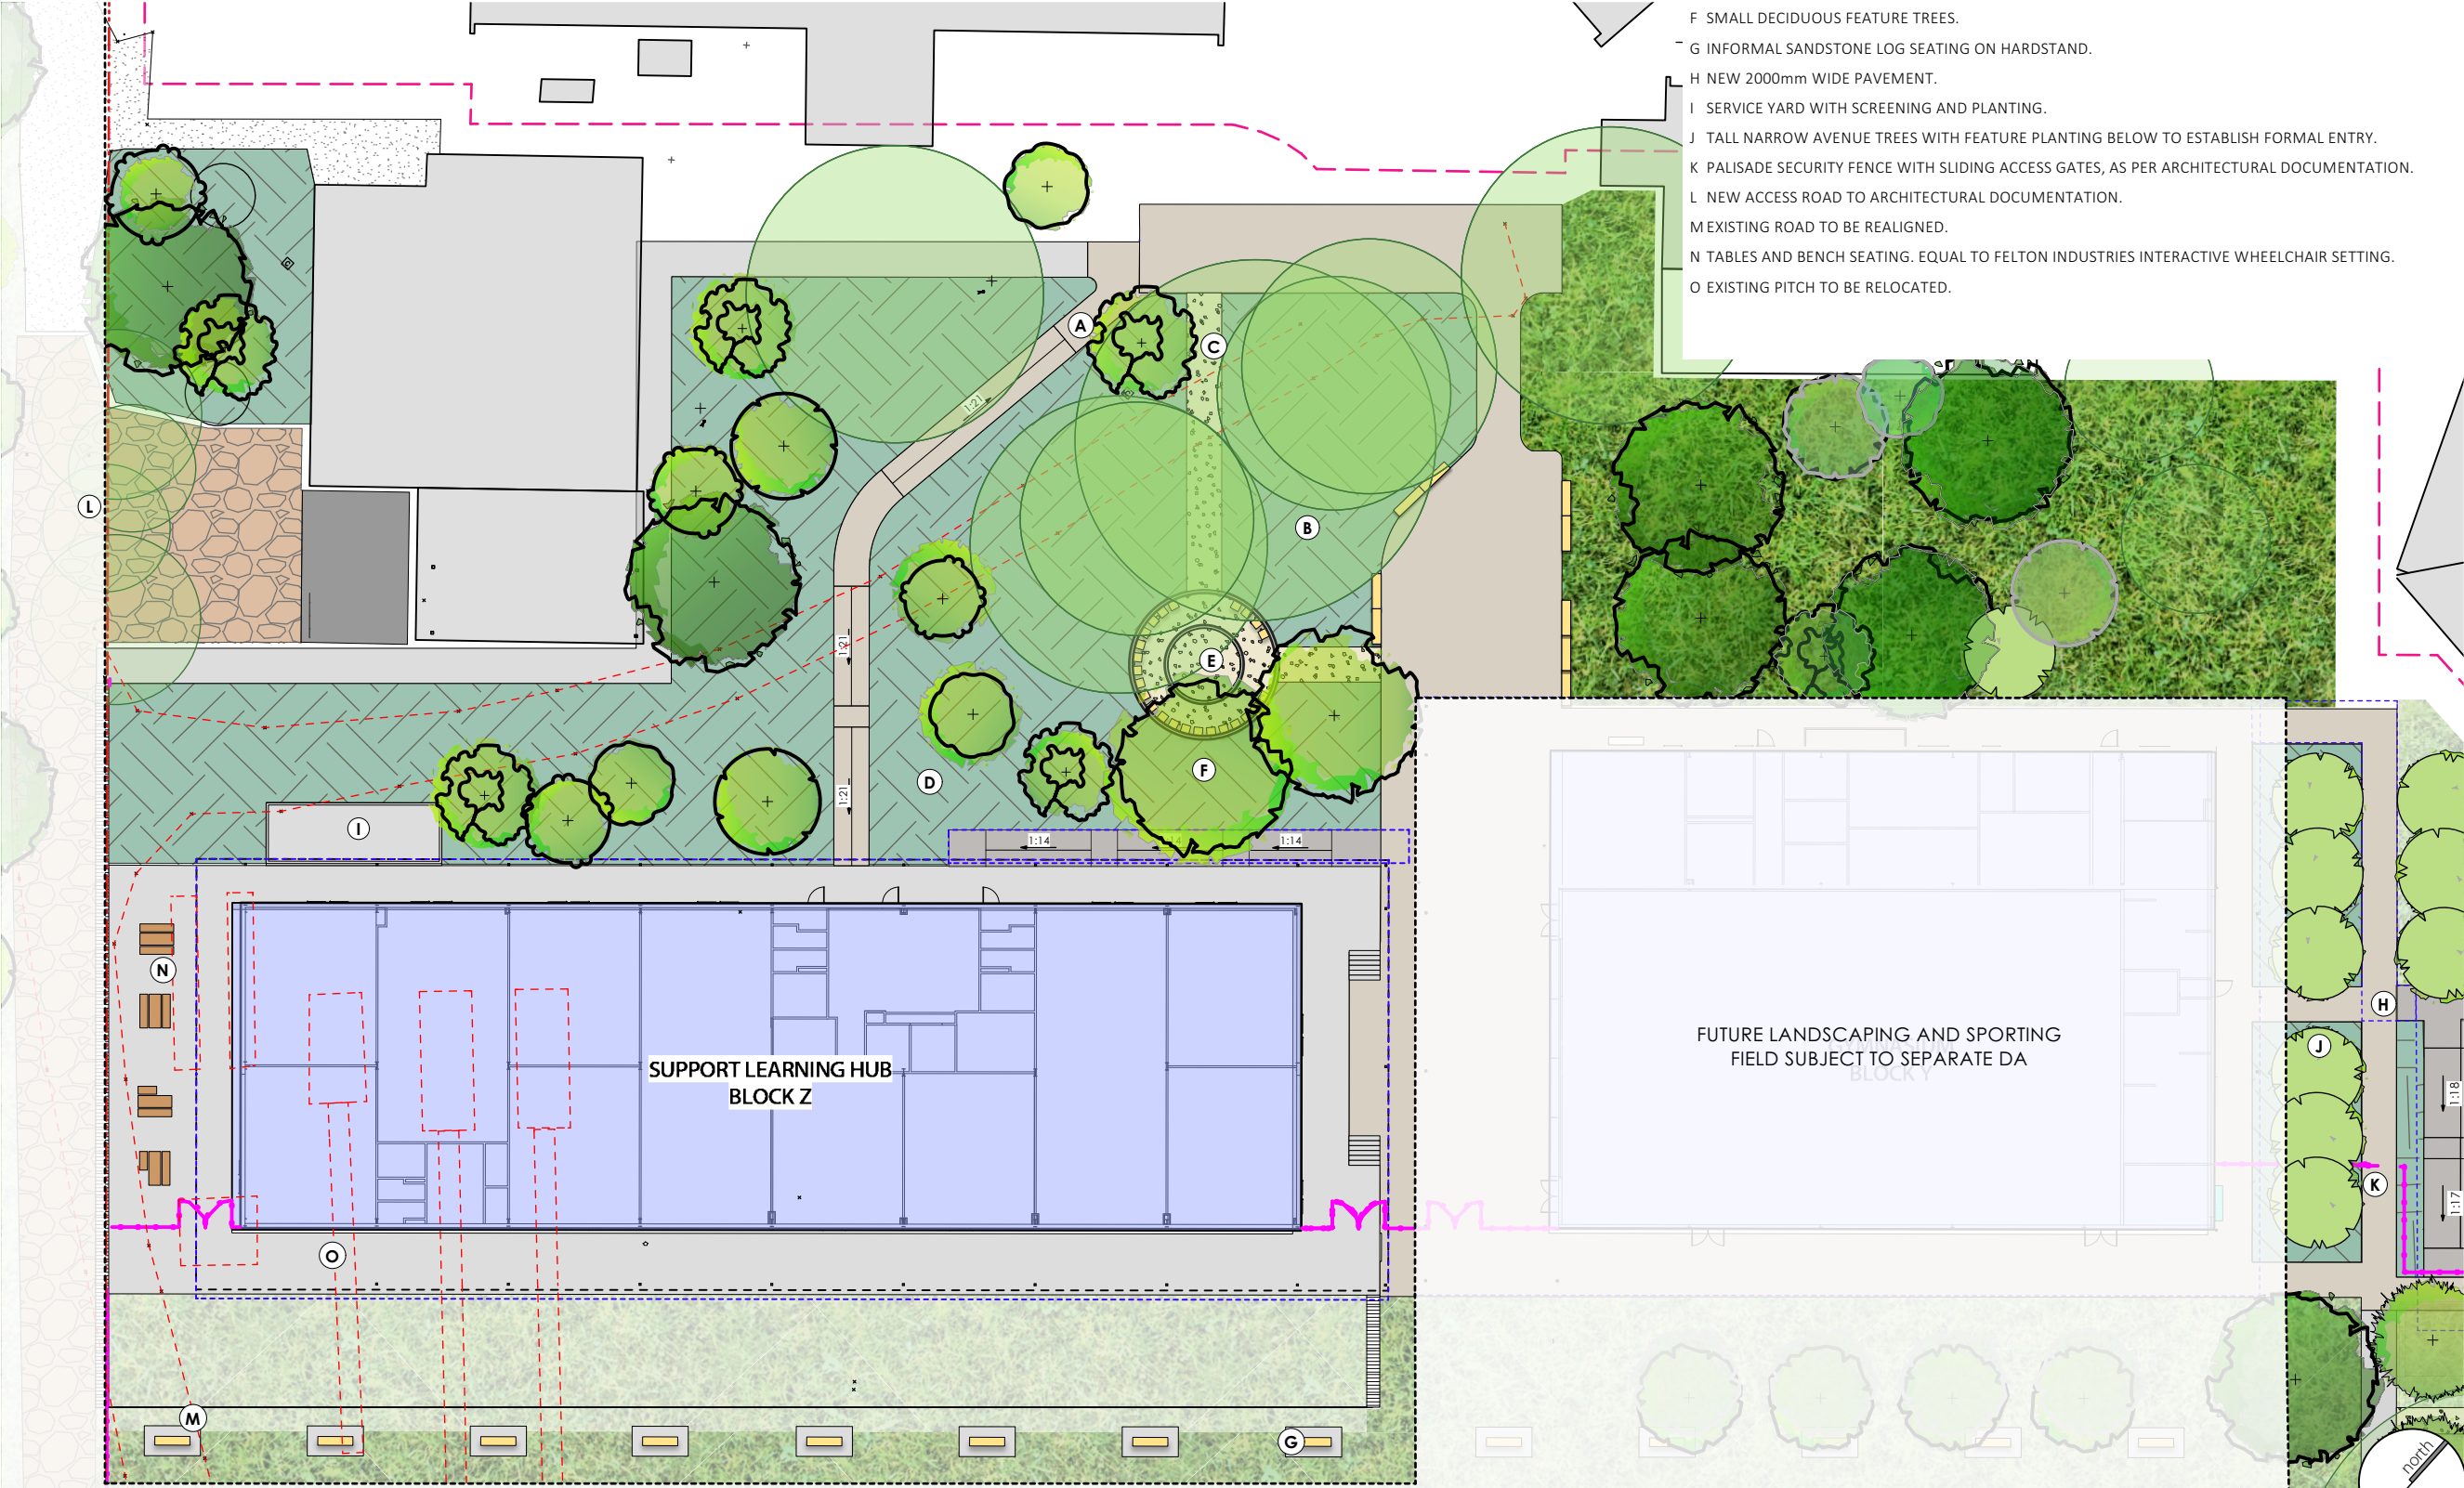 F SMALL DECIDUOUS FEATURE TREES.
G INFORMAL SANDSTONE LOG SEATING ON HARDSTAND.
H NEW 2000mm WIDE PAVEMENT.
I SERVICE YARD WITH SCREENING AND PLANTING.
J TALL NARROW AVENUE TREES WITH FEATURE PLANTING BELOW TO ESTABLISH FORMAL ENTRY.
K PALISADE SECURITY FENCE WITH SLIDING ACCESS GATES, AS PER ARCHITECTURAL DOCUMENTATION.
L NEW ACCESS ROAD TO ARCHITECTURAL DOCUMENTATION.
M EXISTING ROAD TO BE REALIGNED.
N TABLES AND BENCH SEATING. EQUAL TO FELTON INDUSTRIES INTERACTIVE WHEELCHAIR SETTING.
O EXISTING PITCH TO BE RELOCATED.
A
C
1:21
L
B
1:21
E
F
D
1:21
I
1:14
1:14
1:14
N
H
FUTURE LANDSCAPING AND SPORTING
FIELD SUBJECT TO SEPARATE DA
GYMNASIUM
BLOCK Y
J
SUPPORT LEARNING HUB
BLOCK Z
1:18
K
1:17
O
M
G
north